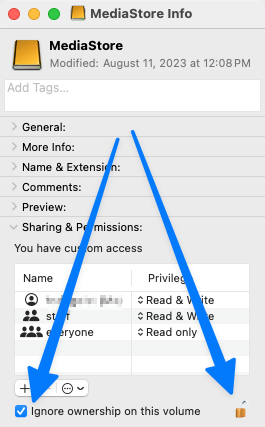 MediaStore Info
MediaStore
Modified: August 11, 2023 at 12:08 PM
Add Tags...
General:
More Info:
Name & Extension:
Comments:
Preview:
Sharing & Permissions:
You have custom access
Name Privilege
(Me) Read & Write
staff Read & Write
everyone Read only
Ignore ownership on this volume